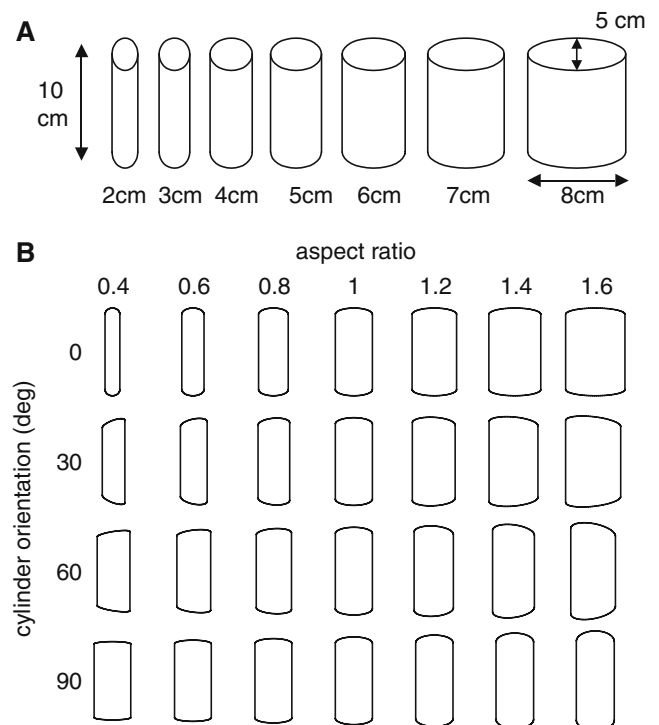 A
5 cm
10
cm
2cm 3cm 4cm 5cm 6cm 7cm 8cm
B
aspect ratio
0.4 0.6 0.8 1 1.2 1.4 1.6
cylinder orientation (deg)
0
30
60
90